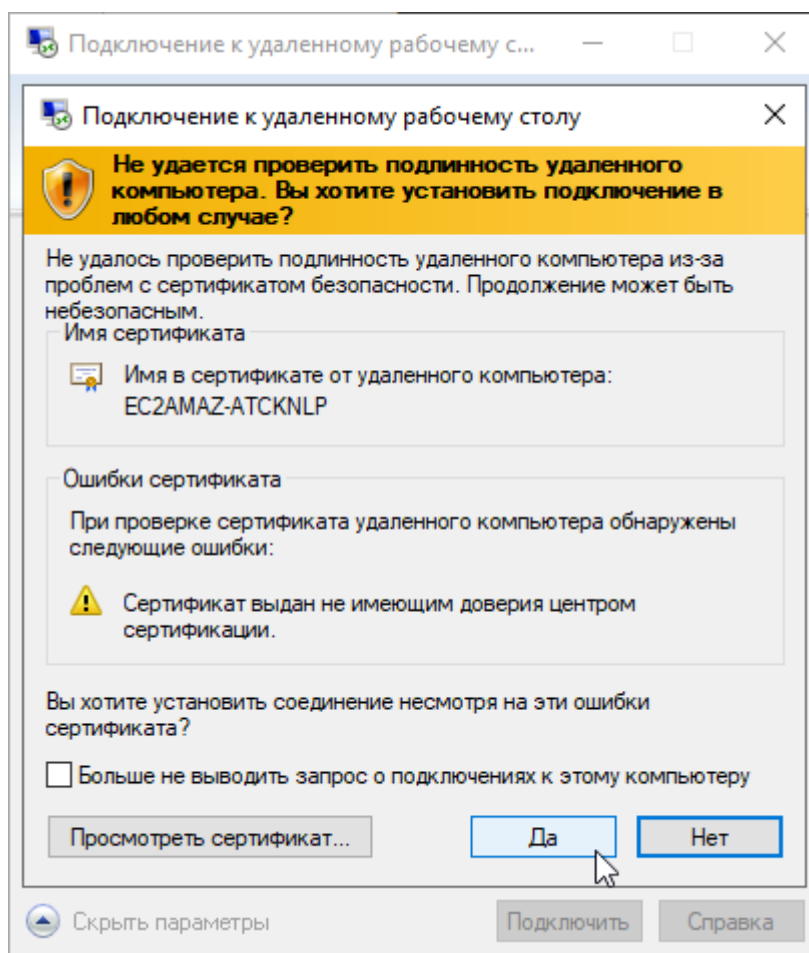 Подключение к удаленному рабочему с...
Подключение к удаленному рабочему столу
Не удается проверить подлинность удаленного
компьютера. Вы хотите установить подключение в
любом случае?
Не удалось проверить подлинность удаленного компьютера из-за
проблем с сертификатом безопасности. Продолжение может быть
небезопасным.
Имя сертификата
Имя в сертификате от удаленного компьютера:
EC2AMAZ-ATCKNLP
Ошибки сертификата
При проверке сертификата удаленного компьютера обнаружены
следующие ошибки:
Сертификат выдан не имеющим доверия центром
сертификации.
Вы хотите установить соединение несмотря на эти ошибки
сертификата?
Больше не выводить запрос о подключениях к этому компьютеру
Просмотреть сертификат... Да Нет
Скрыть параметры Подключить Справка